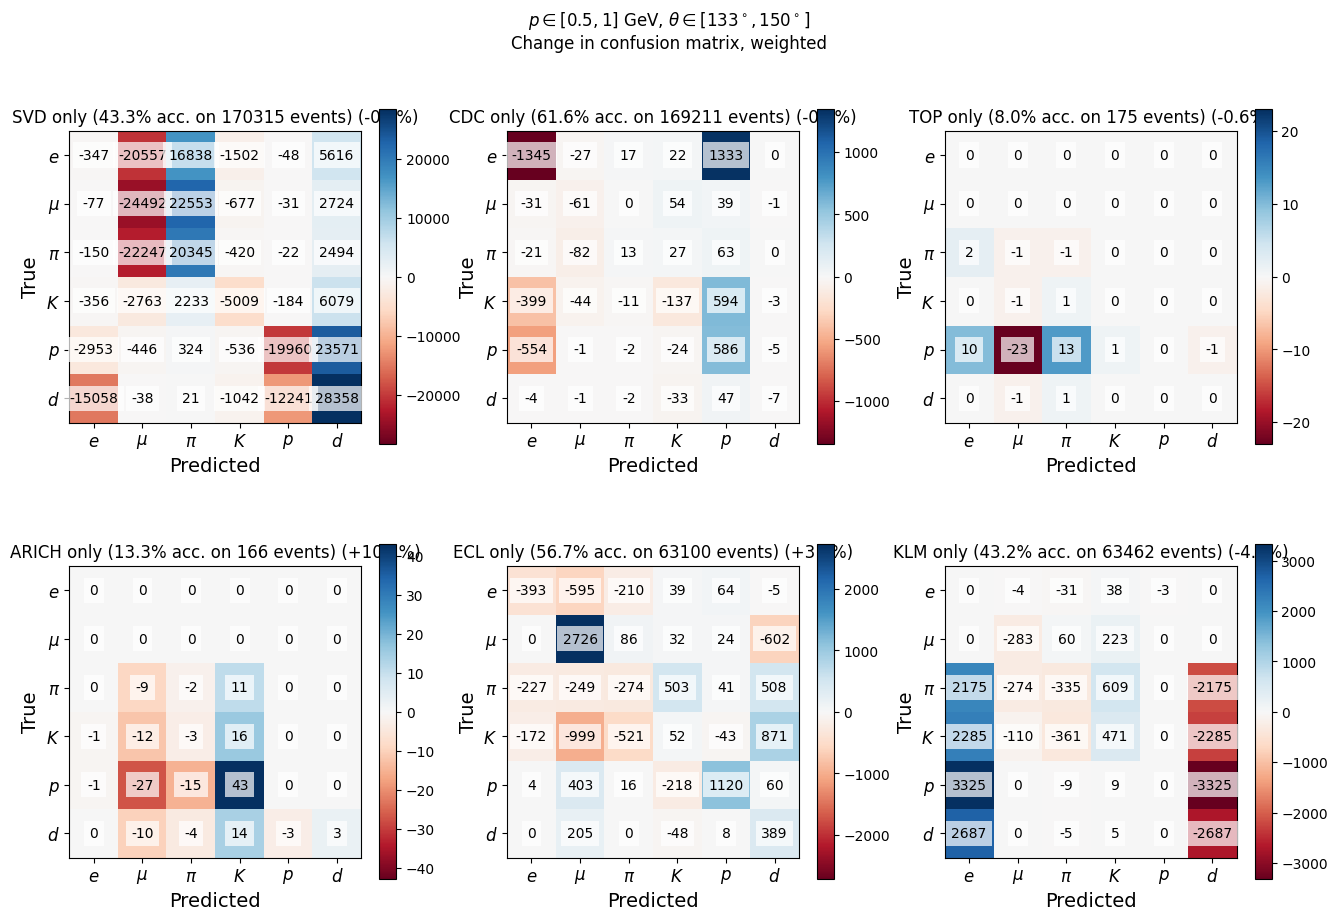 p ∈ [0.5, 1] GeV, θ ∈ [133°, 150°]
Change in confusion matrix, weighted
SVD only (43.3% acc. on 170315 events)
CDC only (61.6% acc. on 169211 events)
TOP only (8.0% acc. on 175 events) (-0.6%
e -347 -20557 16838 -1502 -48 5616
μ -77 -24492 22553 -677 -31 2724
π -150 -22247 20345 -420 -22 2494
K -356 -2763 2233 -5009 -184 6079
p -2953 -446 324 -536 -19960 23571
d -15058 -38 21 -1042 -12241 28358
e μ π K p d
True
Predicted
20000
10000
0
−10000
−20000
e -1345 -27 17 22 1333 0
μ -31 -61 0 54 39 -1
π -21 -82 13 27 63 0
K -399 -44 -11 -137 594 -3
p -554 -1 -2 -24 586 -5
d -4 -1 -2 -33 47 -7
e μ π K p d
True
Predicted
1000
500
0
−500
−1000
e 0 0 0 0 0 0
μ 0 0 0 0 0 0
π 2 -1 -1 0 0 0
K 0 -1 1 0 0 0
p 10 -23 13 1 0 -1
d 0 -1 1 0 0 0
e μ π K p d
True
Predicted
20
10
0
−10
−20
ARICH only (13.3% acc. on 166 events)
ECL only (56.7% acc. on 63100 events)
KLM only (43.2% acc. on 63462 events)
e 0 0 0 0 0 0
μ 0 0 0 0 0 0
π 0 -9 -2 11 0 0
K -1 -12 -3 16 0 0
p -1 -27 -15 43 0 0
d 0 -10 -4 14 -3 3
e μ π K p d
True
Predicted
40
30
20
10
0
−10
−20
−30
−40
e -393 -595 -210 39 64 -5
μ 0 2726 86 32 24 -602
π -227 -249 -274 503 41 508
K -172 -999 -521 52 -43 871
p 4 403 16 -218 1120 60
d 0 205 0 -48 8 389
e μ π K p d
True
Predicted
2000
1000
0
−1000
−2000
e 0 -4 -31 38 -3 0
μ 0 -283 60 223 0 0
π 2175 -274 -335 609 0 -2175
K 2285 -110 -361 471 0 -2285
p 3325 0 -9 9 0 -3325
d 2687 0 -5 5 0 -2687
e μ π K p d
True
Predicted
3000
2000
1000
0
−1000
−2000
−3000